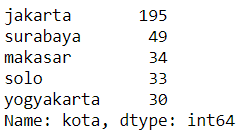 jakarta 195
surabaya 49
makasar 34
solo 33
yogyakarta 30
Name: kota, dtype: int64